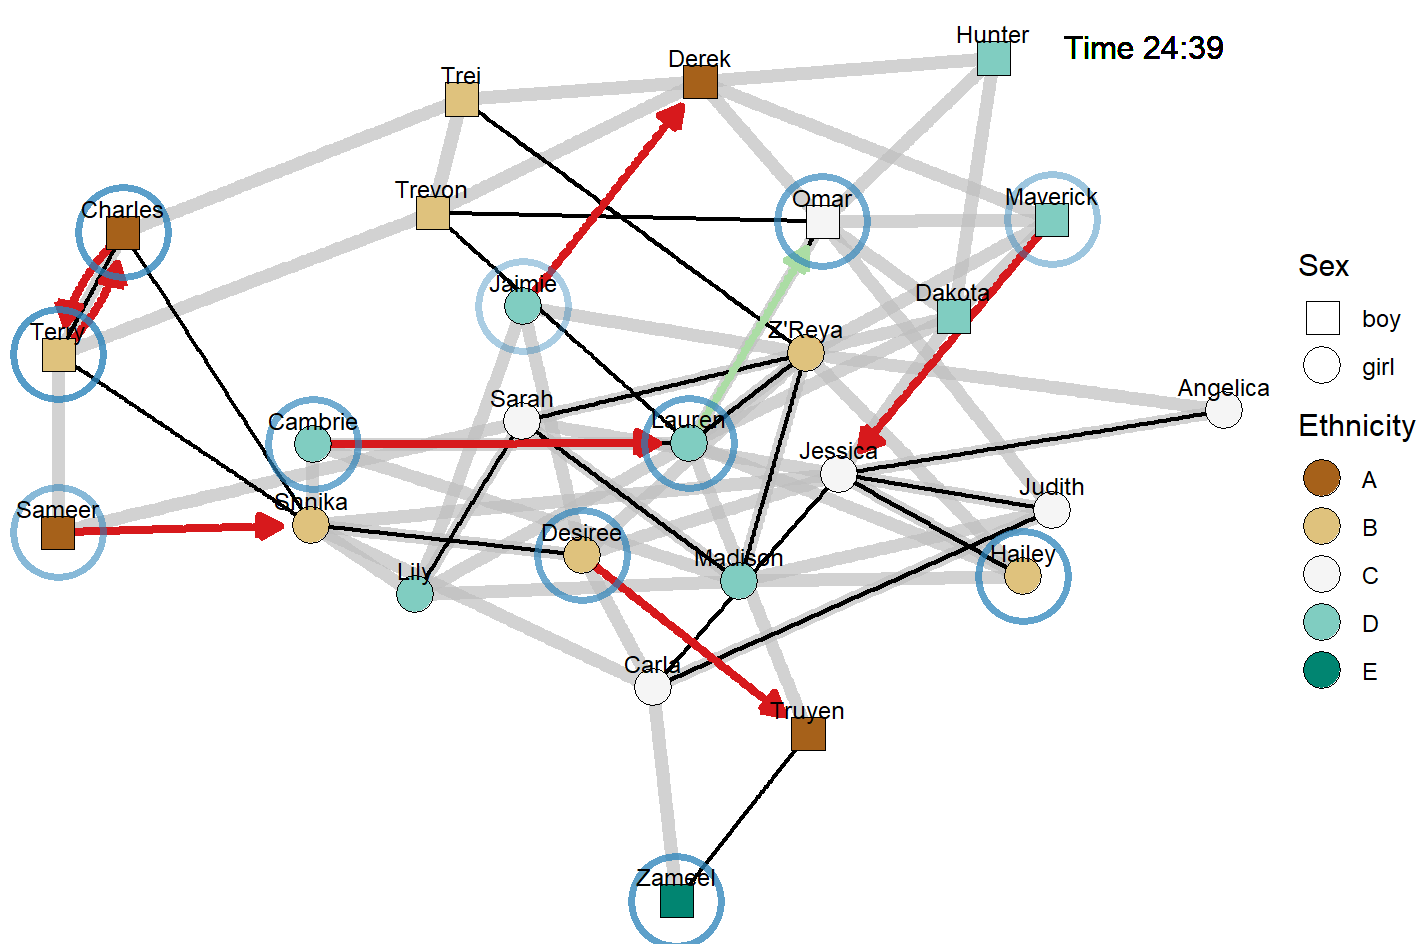 Hunter
Time 24:39
Derek
Trei
Trevon
Omar
Maverick
Charles
Jaimie
Dakota
Terry
Z'Reya
Sex
boy
girl
Angelica
Sarah
Cambrie
Lauren
Jessica
Ethnicity
A
B
C
D
E
Judith
Shnika
Sameer
Desiree
Hailey
Madison
Lily
Carla
Truyen
Zameel